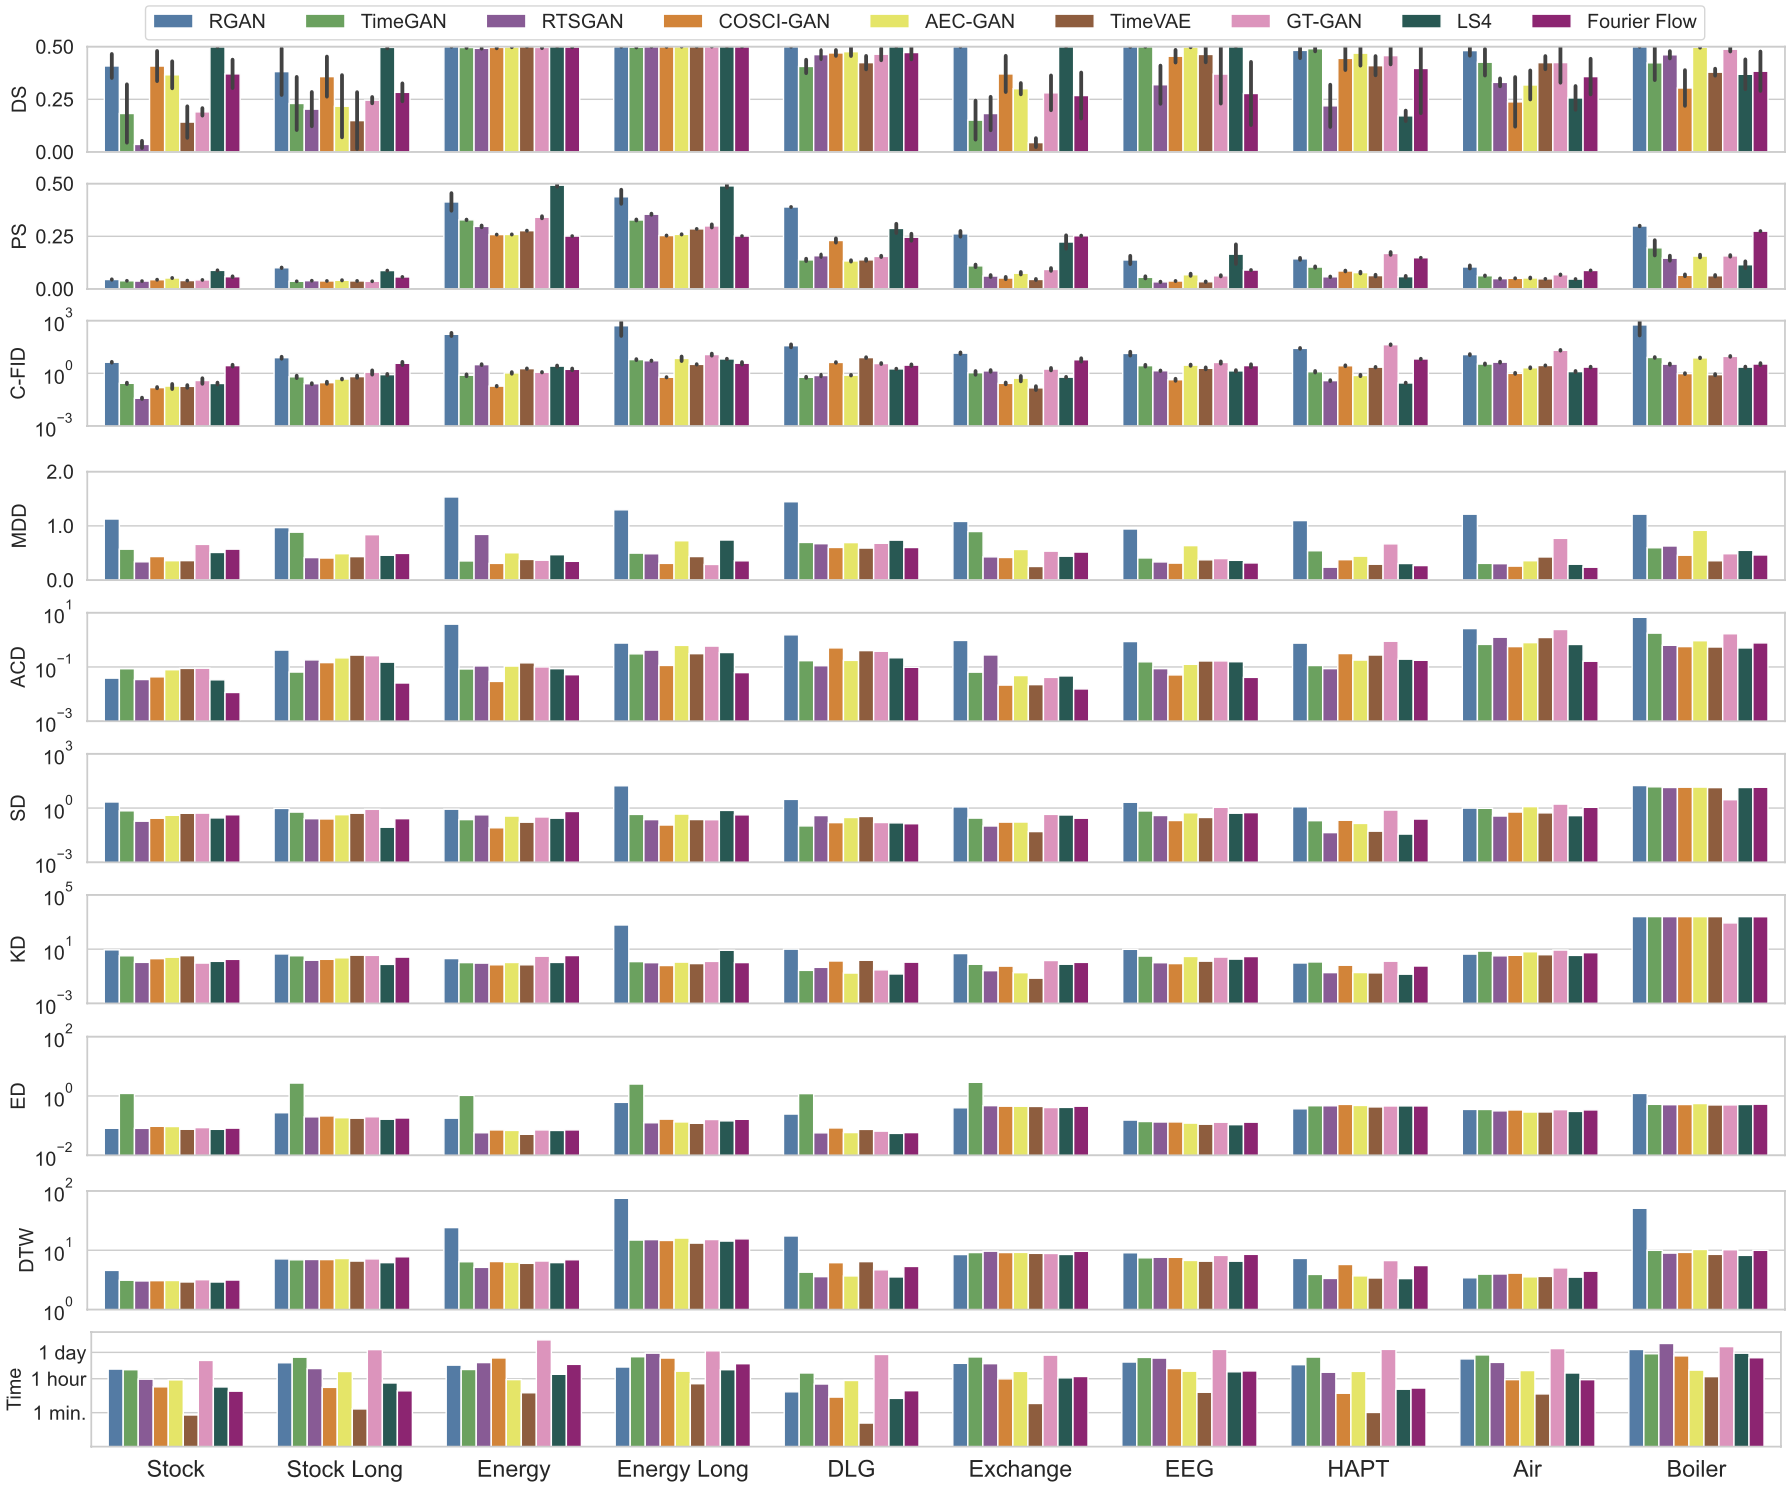 RGAN TimeGAN RTSGAN COSCI-GAN AEC-GAN TimeVAE GT-GAN LS4 Fourier Flow
DS
0.50
0.25
0.00
PS
0.50
0.25
0.00
C-FID
10^3
10^0
10^−3
MDD
2.0
1.0
0.0
ACD
10^1
10^−1
10^−3
SD
10^3
10^0
10^−3
KD
10^5
10^1
10^−3
ED
10^2
10^0
10^−2
DTW
10^2
10^1
10^0
Time
1 day
1 hour
1 min.
Stock Stock Long Energy Energy Long DLG Exchange EEG HAPT Air Boiler